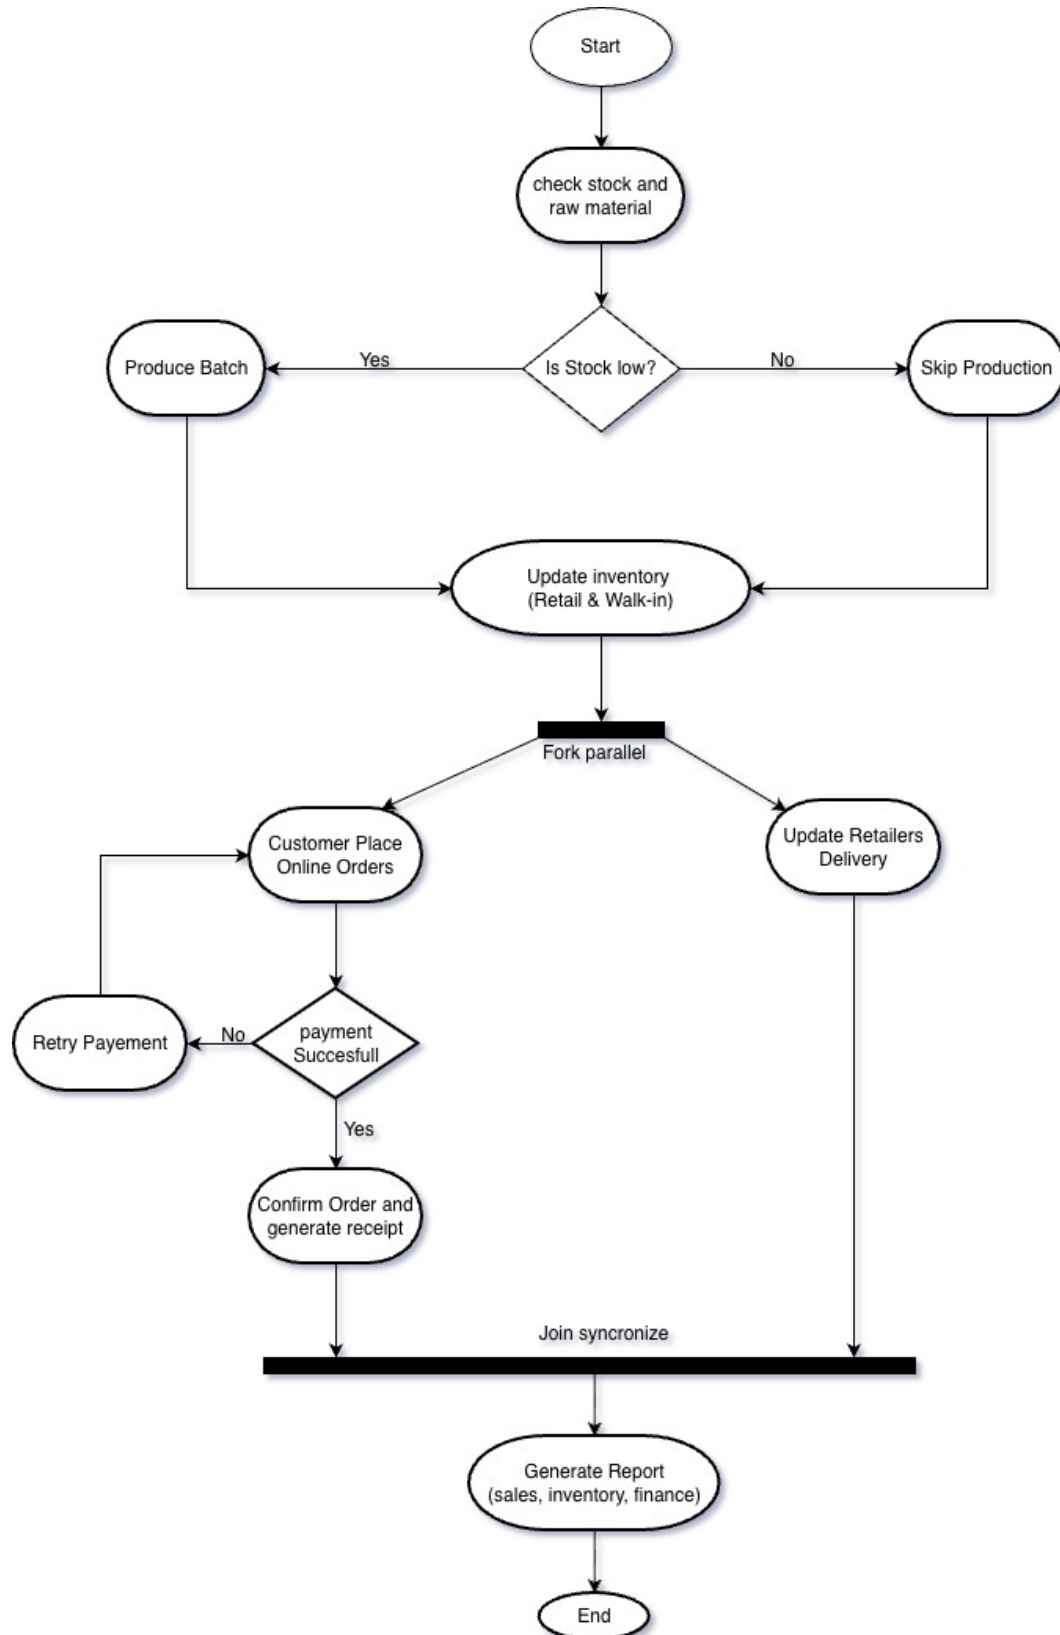 Start
check stock and
raw material
Is Stock low?
Yes
No
Produce Batch
Skip Production
Update inventory
(Retail & Walk-in)
Fork parallel
Customer Place
Online Orders
Update Retailers
Delivery
payment
Succesfull
No
Retry Payement
Yes
Confirm Order and
generate receipt
Join syncronize
Generate Report
(sales, inventory, finance)
End